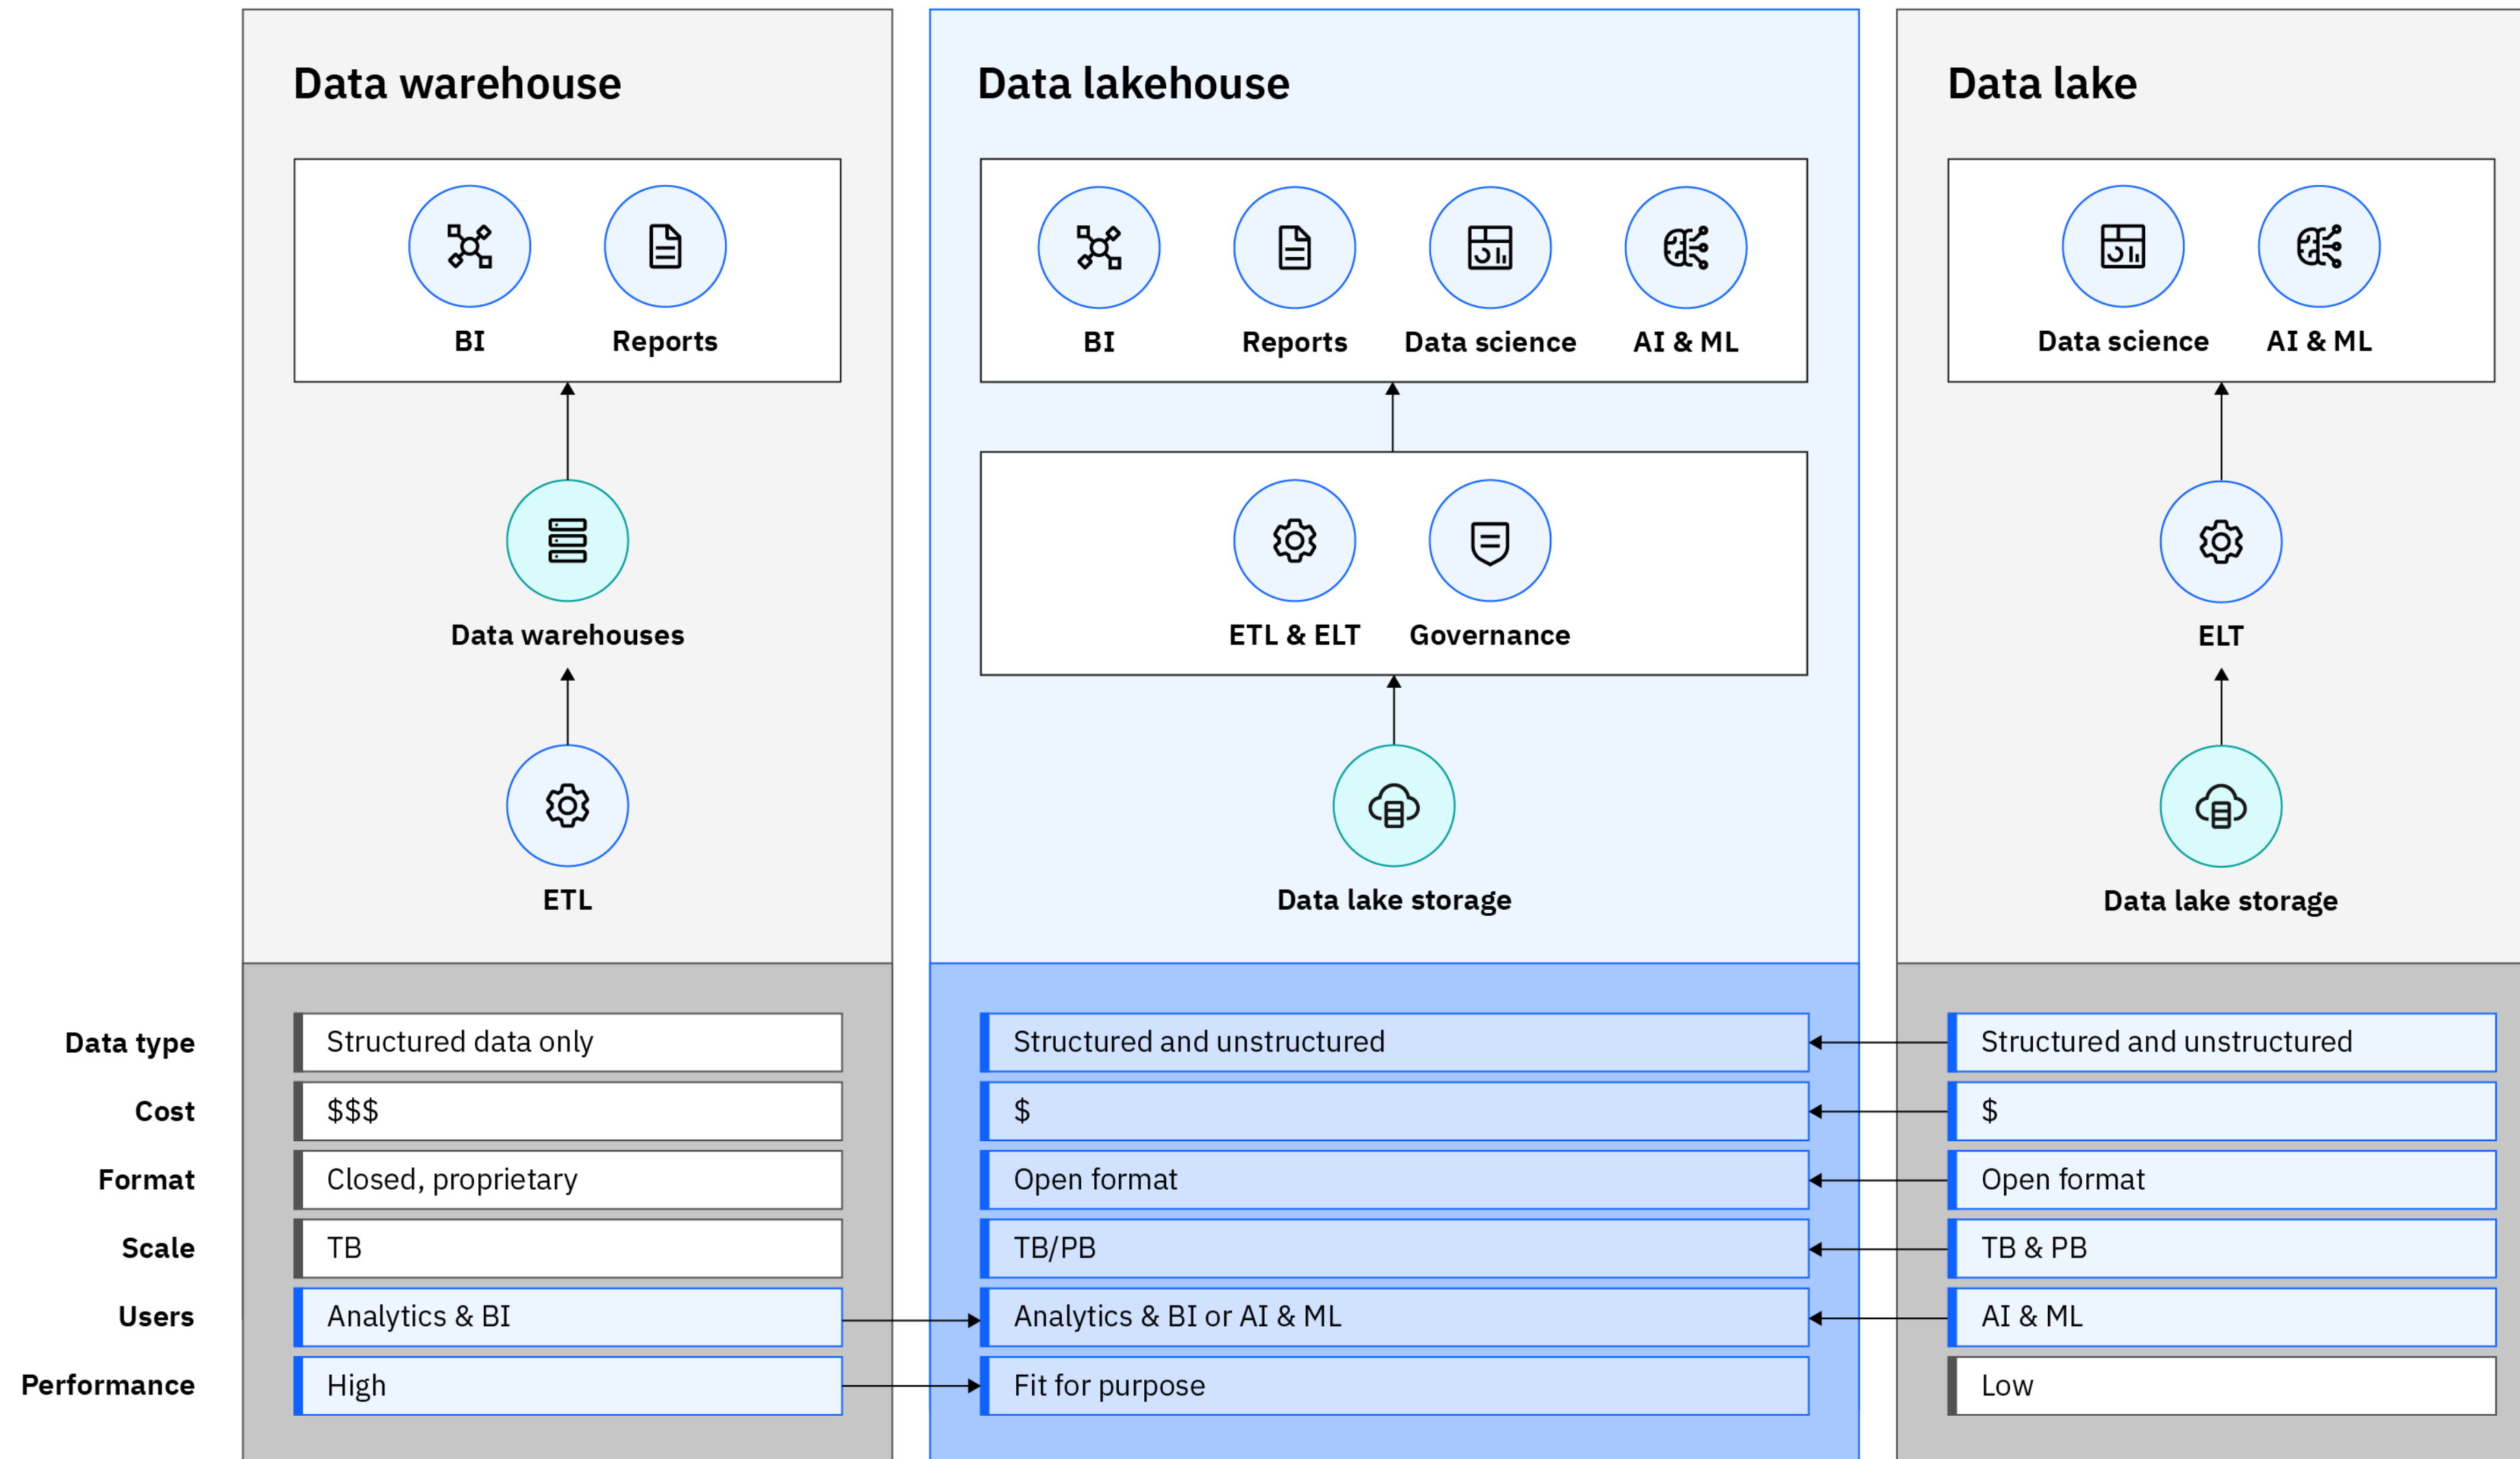 Data warehouse
BI
Reports
Data warehouses
ETL
Data lakehouse
BI
Reports
Data science
AI & ML
ETL & ELT
Governance
Data lake storage
Data lake
Data science
AI & ML
ELT
Data lake storage
Data type
Structured data only
Structured and unstructured
Structured and unstructured
Cost
$$$
$
$
Format
Closed, proprietary
Open format
Open format
Scale
TB
TB/PB
TB & PB
Users
Analytics & BI
Analytics & BI or AI & ML
AI & ML
Performance
High
Fit for purpose
Low